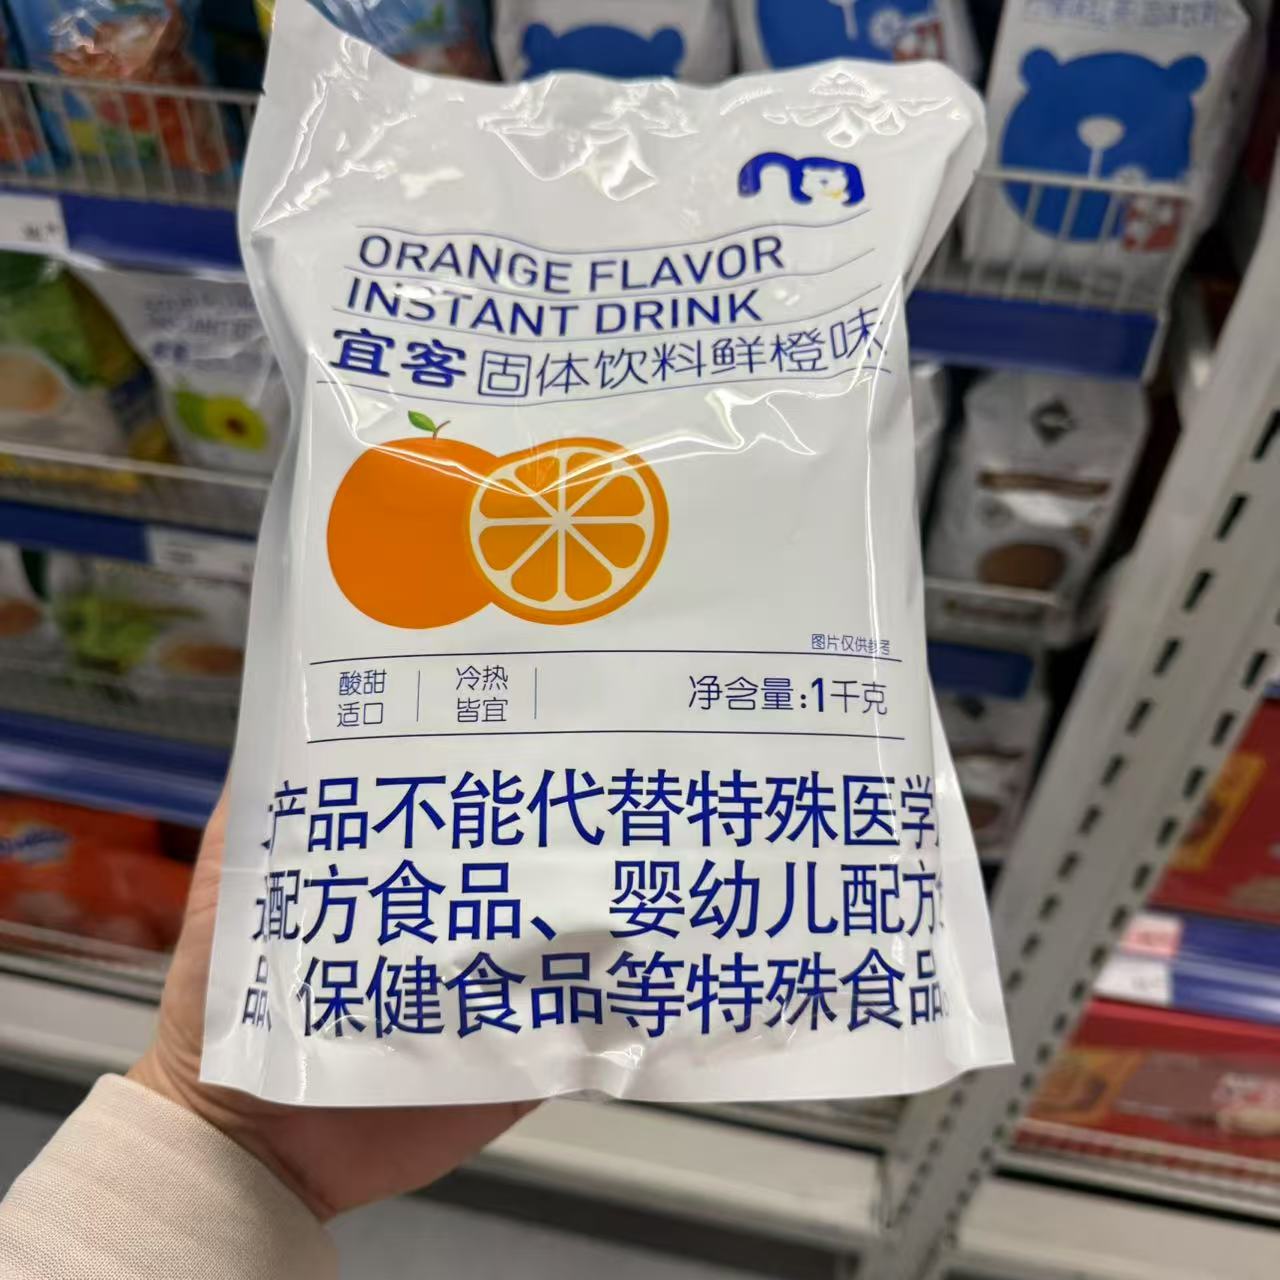 ORANGE FLAVOR
INSTANT DRINK
宜客固体饮料鲜橙味
图片仅供参考
酸甜
适口
冷热
皆宜
净含量:1千克
产品不能代替特殊医学
配方食品、婴幼儿配方
品、保健食品等特殊食品。